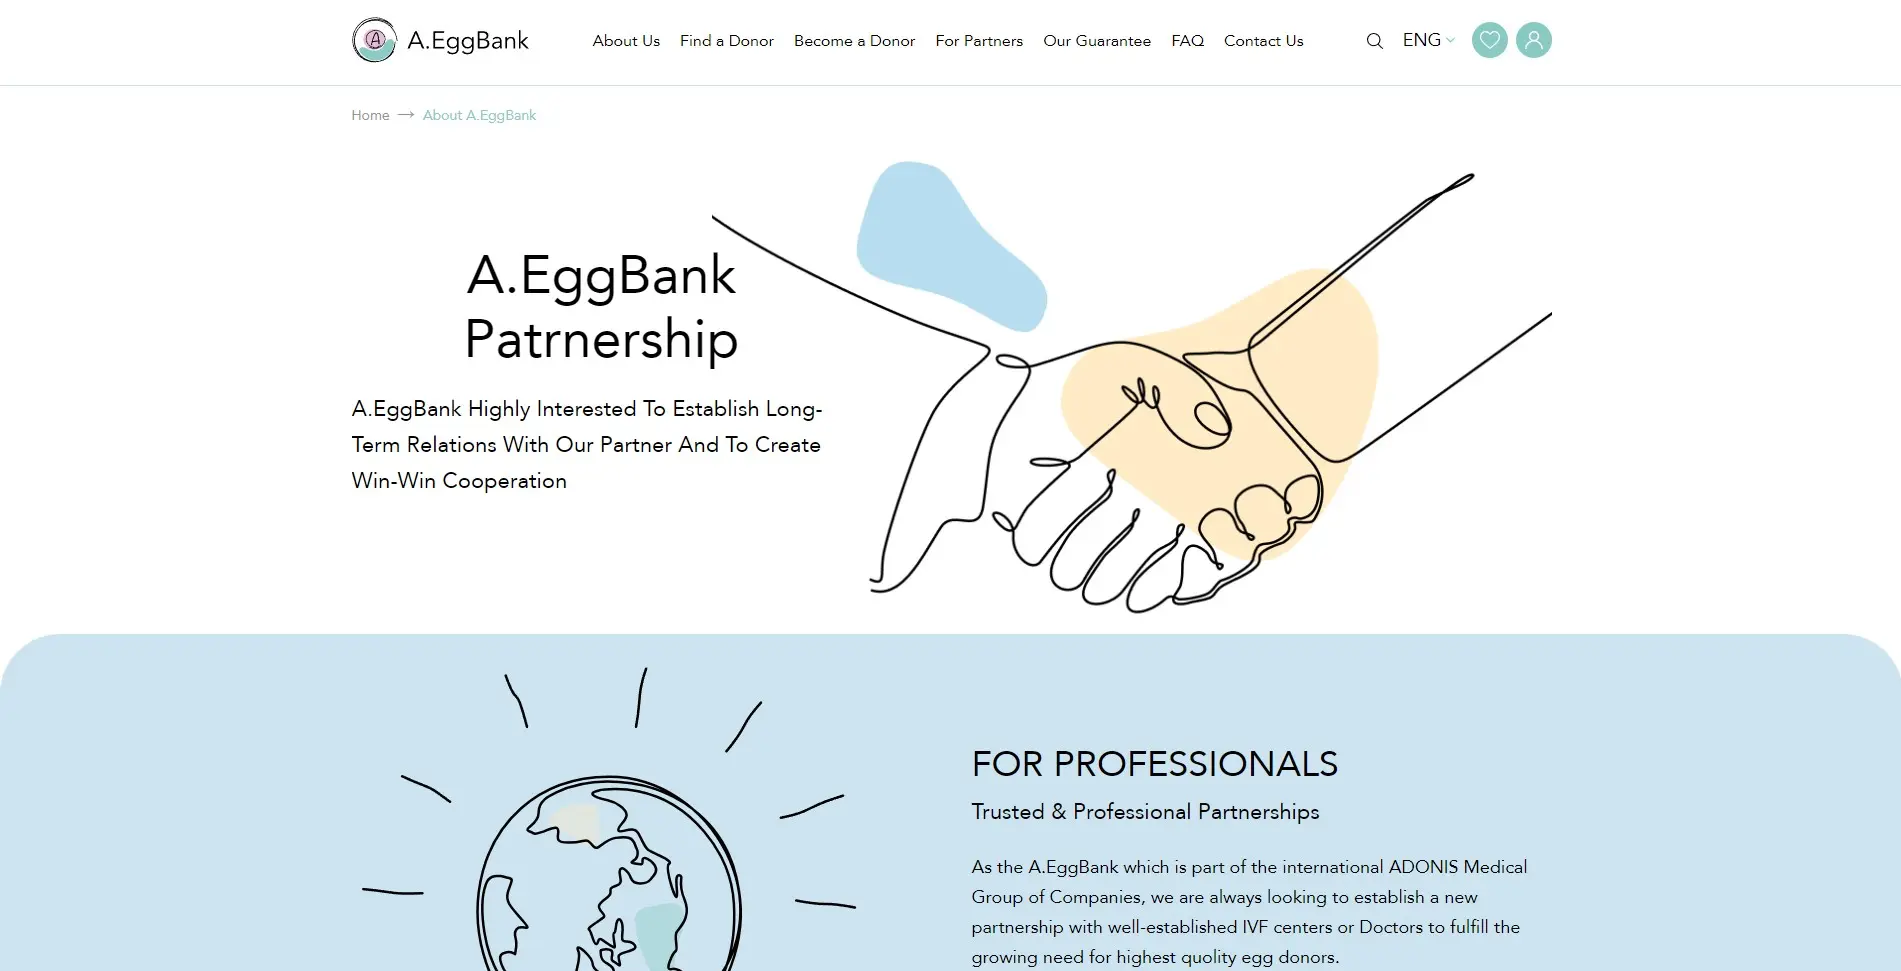 A
A.EggBank
About Us
Find a Donor
Become a Donor
For Partners
Our Guarantee
FAQ
Contact Us
ENG
Home → About A.EggBank
A.EggBank
Patrnership
A.EggBank Highly Interested To Establish Long-
Term Relations With Our Partner And To Create
Win-Win Cooperation
FOR PROFESSIONALS
Trusted & Professional Partnerships
As the A.EggBank which is part of the international ADONIS Medical
Group of Companies, we are always looking to establish a new
partnership with well-established IVF centers or Doctors to fulfill the
growing need for highest quolity egg donors.